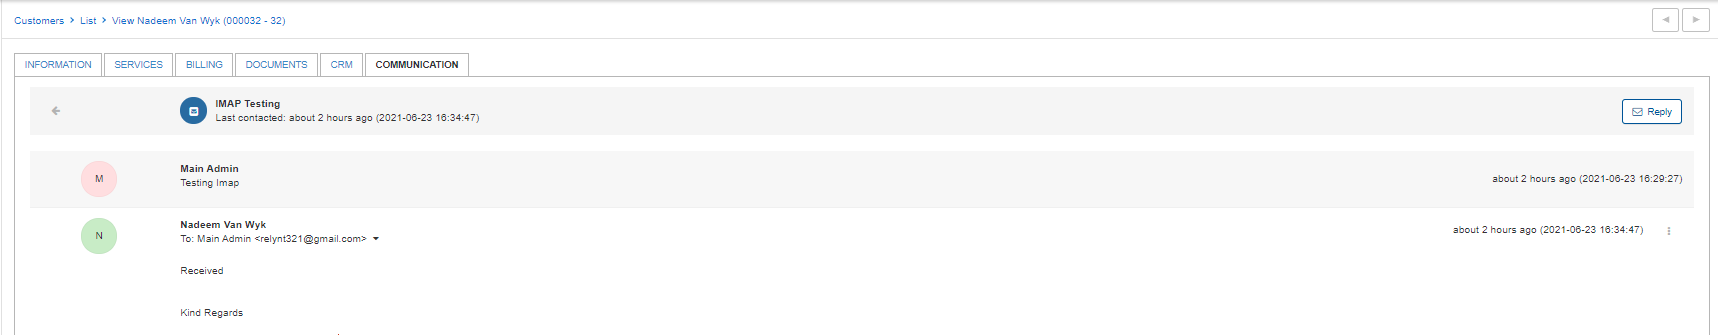 Customers > List > View Nadeem Van Wyk (000032 - 32)
INFORMATION SERVICES BILLING DOCUMENTS CRM COMMUNICATION
IMAP Testing
Last contacted: about 2 hours ago (2021-06-23 16:34:47)
Reply
M
Main Admin
Testing Imap
about 2 hours ago (2021-06-23 16:29:27)
N
Nadeem Van Wyk
To: Main Admin <relynt321@gmail.com>
about 2 hours ago (2021-06-23 16:34:47)
Received
Kind Regards